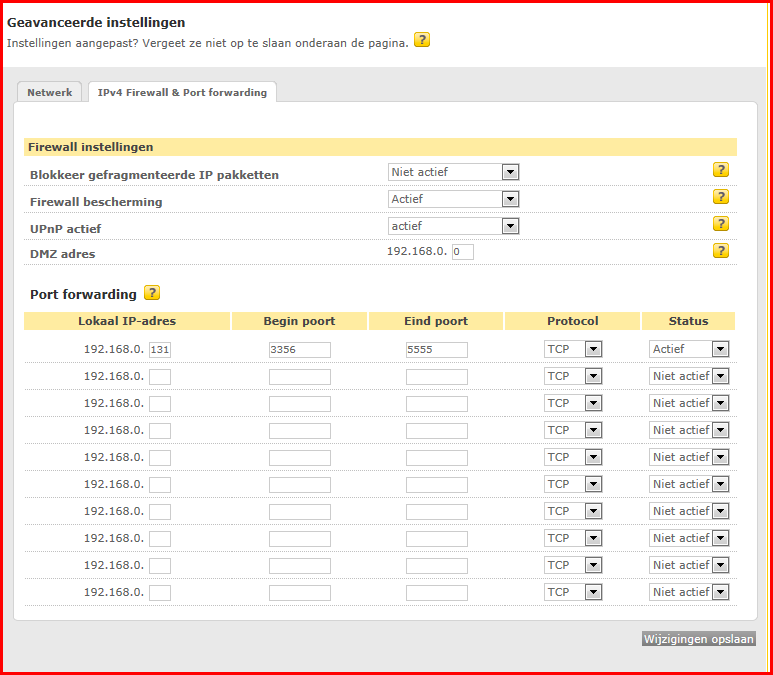 Geavanceerde instellingen
Instellingen aangepast? Vergeet ze niet op te slaan onderaan de pagina. ?
Netwerk IPv4 Firewall & Port forwarding
Firewall instellingen
Blokkeer gefragmenteerde IP pakketten Niet actief ?
Firewall bescherming Actief ?
UPnP actief actief ?
DMZ adres 192.168.0. 0 ?
Port forwarding ?
Lokaal IP-adres Begin poort Eind poort Protocol Status
192.168.0. 131 3356 5555 TCP Actief
192.168.0. TCP Niet actief
192.168.0. TCP Niet actief
192.168.0. TCP Niet actief
192.168.0. TCP Niet actief
192.168.0. TCP Niet actief
192.168.0. TCP Niet actief
192.168.0. TCP Niet actief
192.168.0. TCP Niet actief
192.168.0. TCP Niet actief
Wijzigingen opslaan